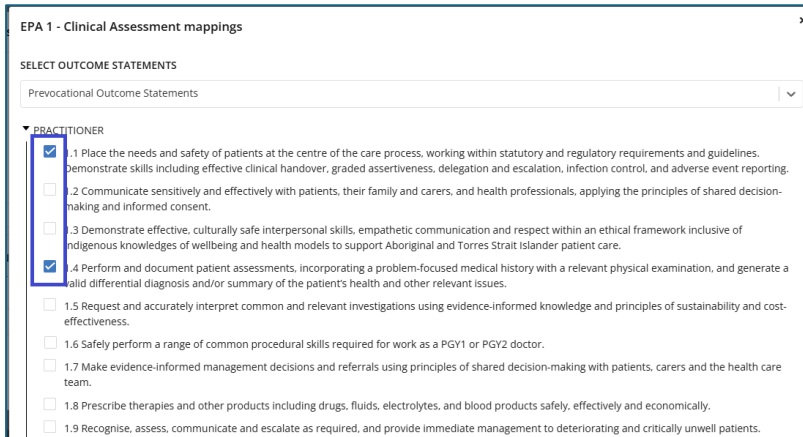 EPA 1 - Clinical Assessment mappings
SELECT OUTCOME STATEMENTS
Prevocational Outcome Statements
PRACTITIONER
1.1 Place the needs and safety of patients at the centre of the care process, working within statutory and regulatory requirements and guidelines.
Demonstrate skills including effective clinical handover, graded assertiveness, delegation and escalation, infection control, and adverse event reporting.
1.2 Communicate sensitively and effectively with patients, their family and carers, and health professionals, applying the principles of shared decision-
making and informed consent.
1.3 Demonstrate effective, culturally safe interpersonal skills, empathetic communication and respect within an ethical framework inclusive of
indigenous knowledges of wellbeing and health models to support Aboriginal and Torres Strait Islander patient care.
1.4 Perform and document patient assessments, incorporating a problem-focused medical history with a relevant physical examination, and generate a
valid differential diagnosis and/or summary of the patient's health and other relevant issues.
1.5 Request and accurately interpret common and relevant investigations using evidence-informed knowledge and principles of sustainability and cost-
effectiveness.
1.6 Safely perform a range of common procedural skills required for work as a PGY1 or PGY2 doctor.
1.7 Make evidence-informed management decisions and referrals using principles of shared decision-making with patients, carers and the health care
team.
1.8 Prescribe therapies and other products including drugs, fluids, electrolytes, and blood products safely, effectively and economically.
1.9 Recognise, assess, communicate and escalate as required, and provide immediate management to deteriorating and critically unwell patients.